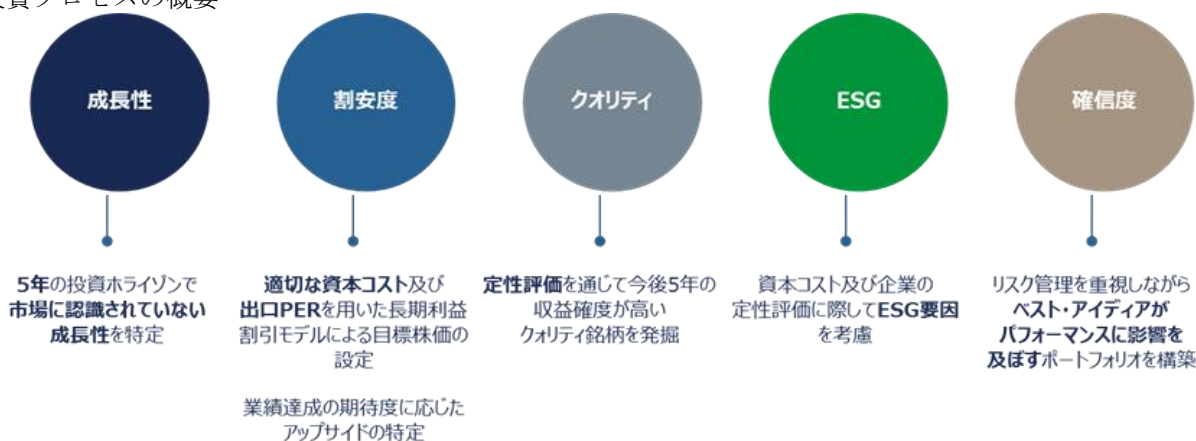 投資プロセスの概要
成長性
割安度
クオリティ
ESG
確信度
5年の投資ホライゾンで
市場に認識されていない
成長性を特定
適切な資本コスト及び
出口PERを用いた長期利益
割引モデルによる目標株価の
設定
業績達成の期待度に応じた
アップサイドの特定
定性評価を通じて今後5年の
収益確度が高い
クォリティ銘柄を発掘
資本コスト及び企業の
定性評価に際してESG要因
を考慮
リスク管理を重視しながら
ベスト・アイディアが
パフォーマンスに影響を
及ぼすポートフォリオを構築